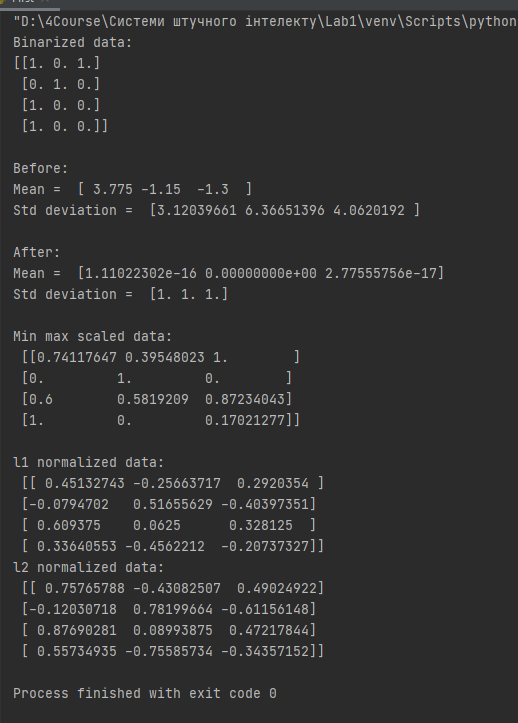 "D:\4Course\Системи штучного інтелекту\Lab1\venv\Scripts\python
Binarized data:
[[1. 0. 1.]
 [0. 1. 0.]
 [1. 0. 0.]
 [1. 0. 0.]]
Before:
Mean =  [ 3.775 -1.15  -1.3  ]
Std deviation =  [3.12039661 6.36651396 4.0620192 ]
After:
Mean =  [1.11022302e-16 0.00000000e+00 2.77555756e-17]
Std deviation =  [1. 1. 1.]
Min max scaled data:
 [[0.74117647 0.39548023 1.        ]
 [0.         1.         0.        ]
 [0.6        0.5819209  0.87234043]
 [1.         0.         0.17021277]]
l1 normalized data:
 [[ 0.45132743 -0.25663717  0.2920354 ]
 [-0.0794702   0.51655629 -0.40397351]
 [ 0.609375    0.0625      0.328125  ]
 [ 0.33640553 -0.4562212  -0.20737327]]
l2 normalized data:
 [[ 0.75765788 -0.43082507  0.49024922]
 [-0.12030718  0.78199664 -0.61156148]
 [ 0.87690281  0.08993875  0.47217844]
 [ 0.55734935 -0.75585734 -0.34357152]]
Process finished with exit code 0